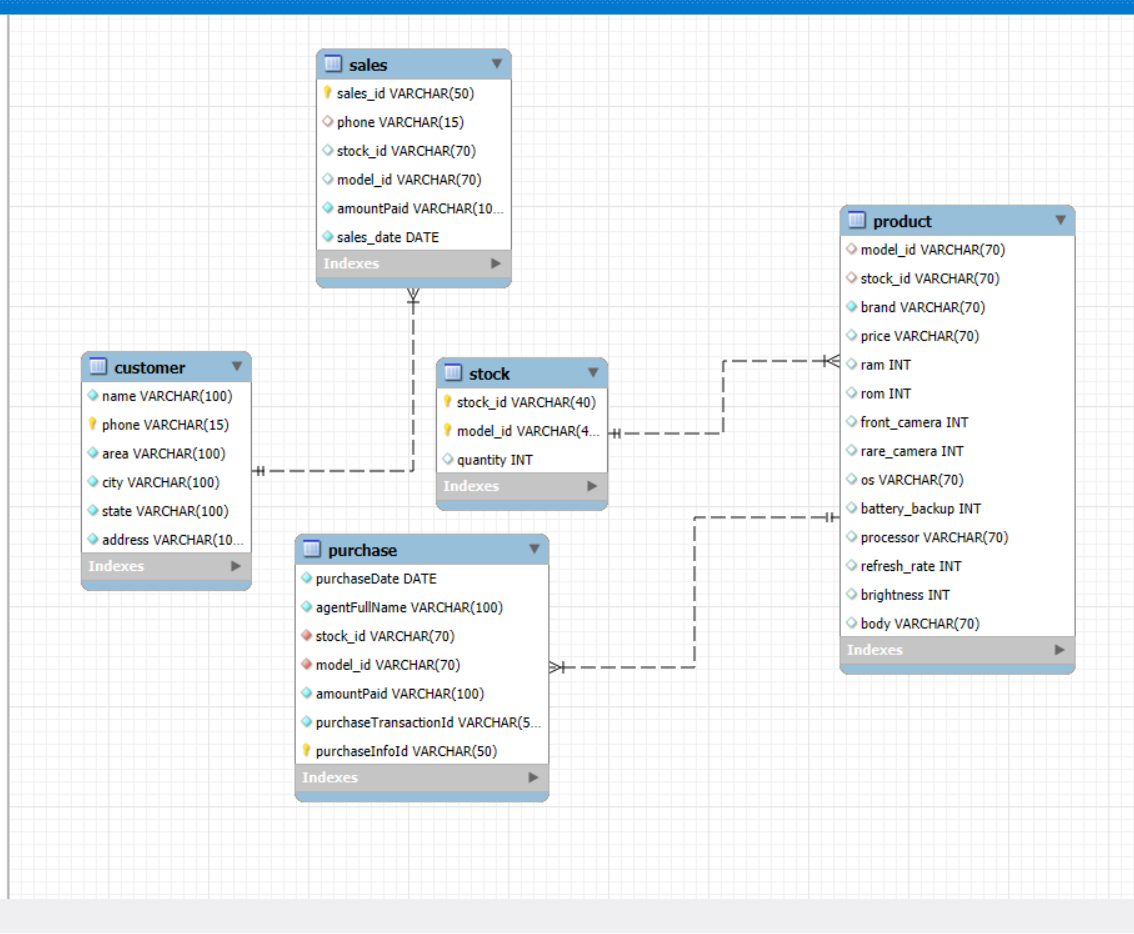 sales
sales_id VARCHAR(50)
phone VARCHAR(15)
stock_id VARCHAR(70)
model_id VARCHAR(70)
amountPaid VARCHAR(10...
sales_date DATE
Indexes
customer
name VARCHAR(100)
phone VARCHAR(15)
area VARCHAR(100)
city VARCHAR(100)
state VARCHAR(100)
address VARCHAR(10...
Indexes
stock
stock_id VARCHAR(40)
model_id VARCHAR(4...
quantity INT
Indexes
purchase
purchaseDate DATE
agentFullName VARCHAR(100)
stock_id VARCHAR(70)
model_id VARCHAR(70)
amountPaid VARCHAR(100)
purchaseTransactionId VARCHAR(5...
purchaseInfoId VARCHAR(50)
Indexes
product
model_id VARCHAR(70)
stock_id VARCHAR(70)
brand VARCHAR(70)
price VARCHAR(70)
ram INT
rom INT
front_camera INT
rare_camera INT
os VARCHAR(70)
battery_backup INT
processor VARCHAR(70)
refresh_rate INT
brightness INT
body VARCHAR(70)
Indexes